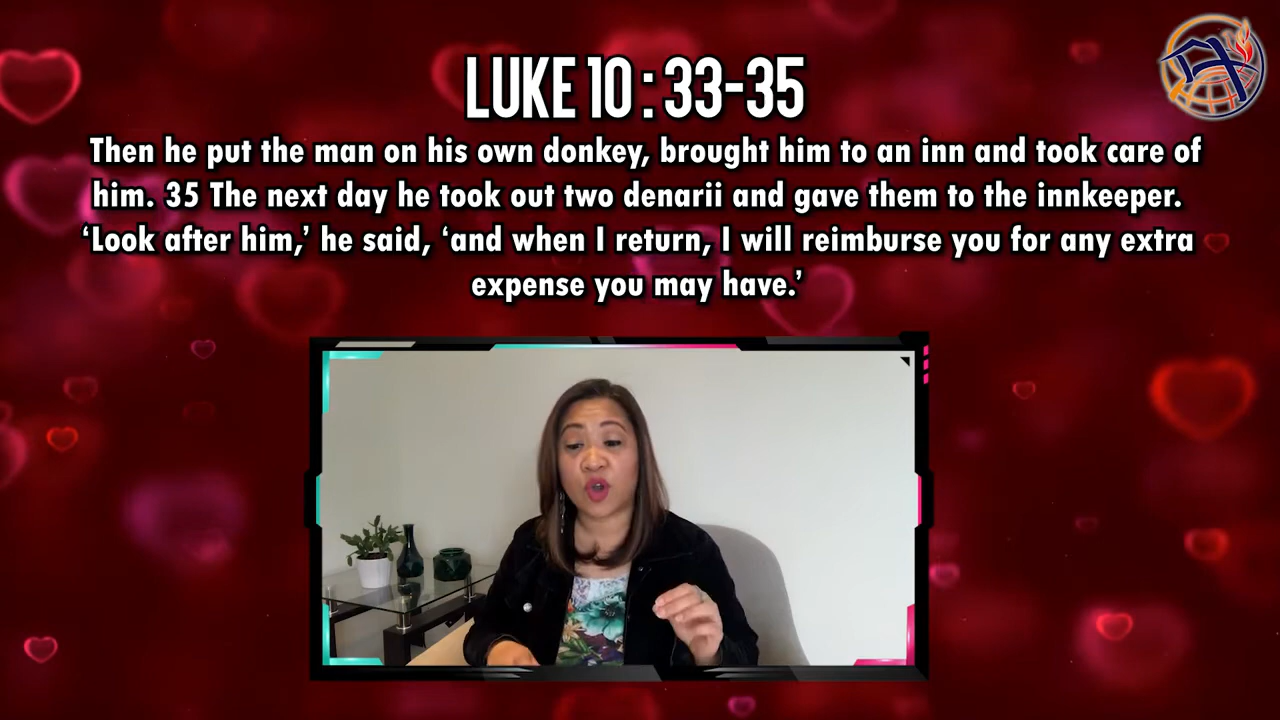 LUKE 10 : 33-35
Then he put the man on his own donkey, brought him to an inn and took care of
him. 35 The next day he took out two denarii and gave them to the innkeeper.
‘Look after him,’ he said, ‘and when I return, I will reimburse you for any extra
expense you may have.’